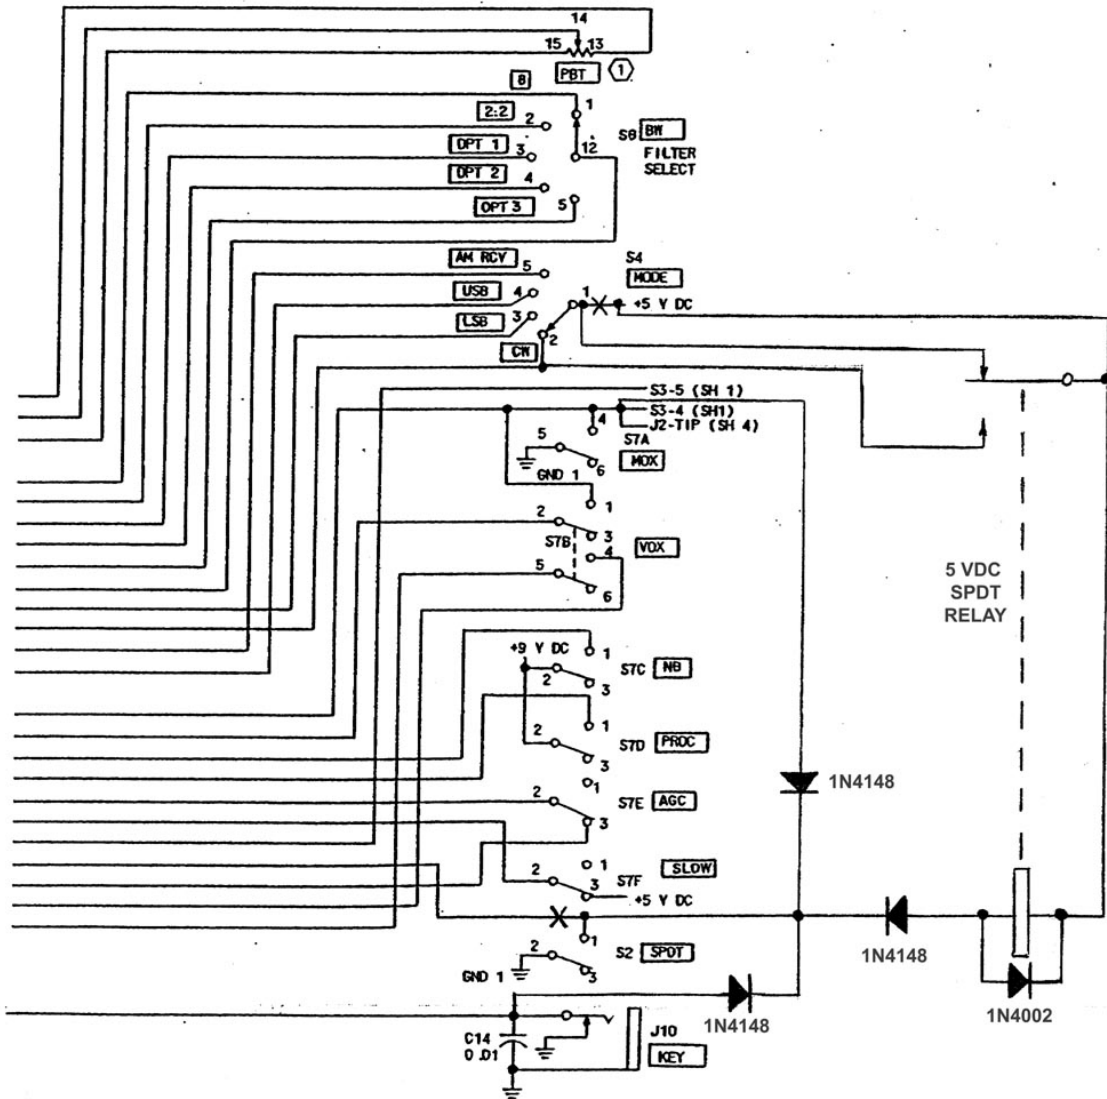 14
15 13
PBT 1
8
1
2:2
2
S6 BW
OPT 1 3
12
FILTER
SELECT
OPT 2 4
OPT 3 5
AM RCV 5
S4
MODE
USB 4
1
+5 V DC
LSB 3
2
CW
S3-5 (SH 1)
S3-4 (SH1)
J2-TIP (SH 4)
4
S7A
5
MOX
6
GND 1
1
2
3
S7B
4
VOX
5
6
5 VDC
SPDT
RELAY
+9 V DC
1
S7C NB
2
3
1
2
S7D PROC
3
1
1N4148
2
S7E AGC
3
1
S7F SLOW
2
3
+5 V DC
1
2
S2 SPOT
1N4148
GND 1
3
1N4148
1N4002
C14
0.01
J10
KEY